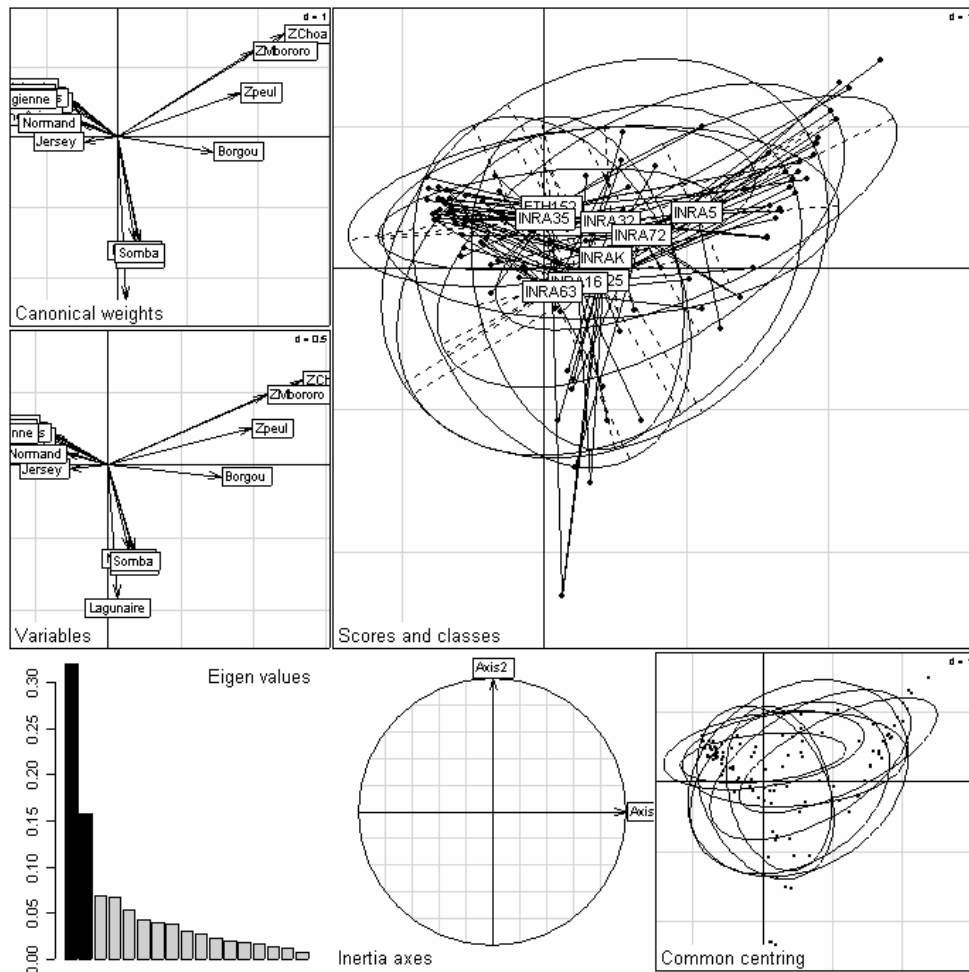 d = 1
ZChoa
ZMbororo
gienne
Zpeul
Normand
Jersey
Borgou
Somba
Canonical weights
d = 0.5
ZMbororo
Zpeul
Normand
Jersey
Borgou
Somba
Lagunaire
Variables
INRA35
INRA32
INRA5
INRA72
INRAK
INRA63
Scores and classes
Eigen values
0.00
0.05
0.10
0.15
0.20
0.25
0.30
Axis2
Axis
Inertia axes
Common centring